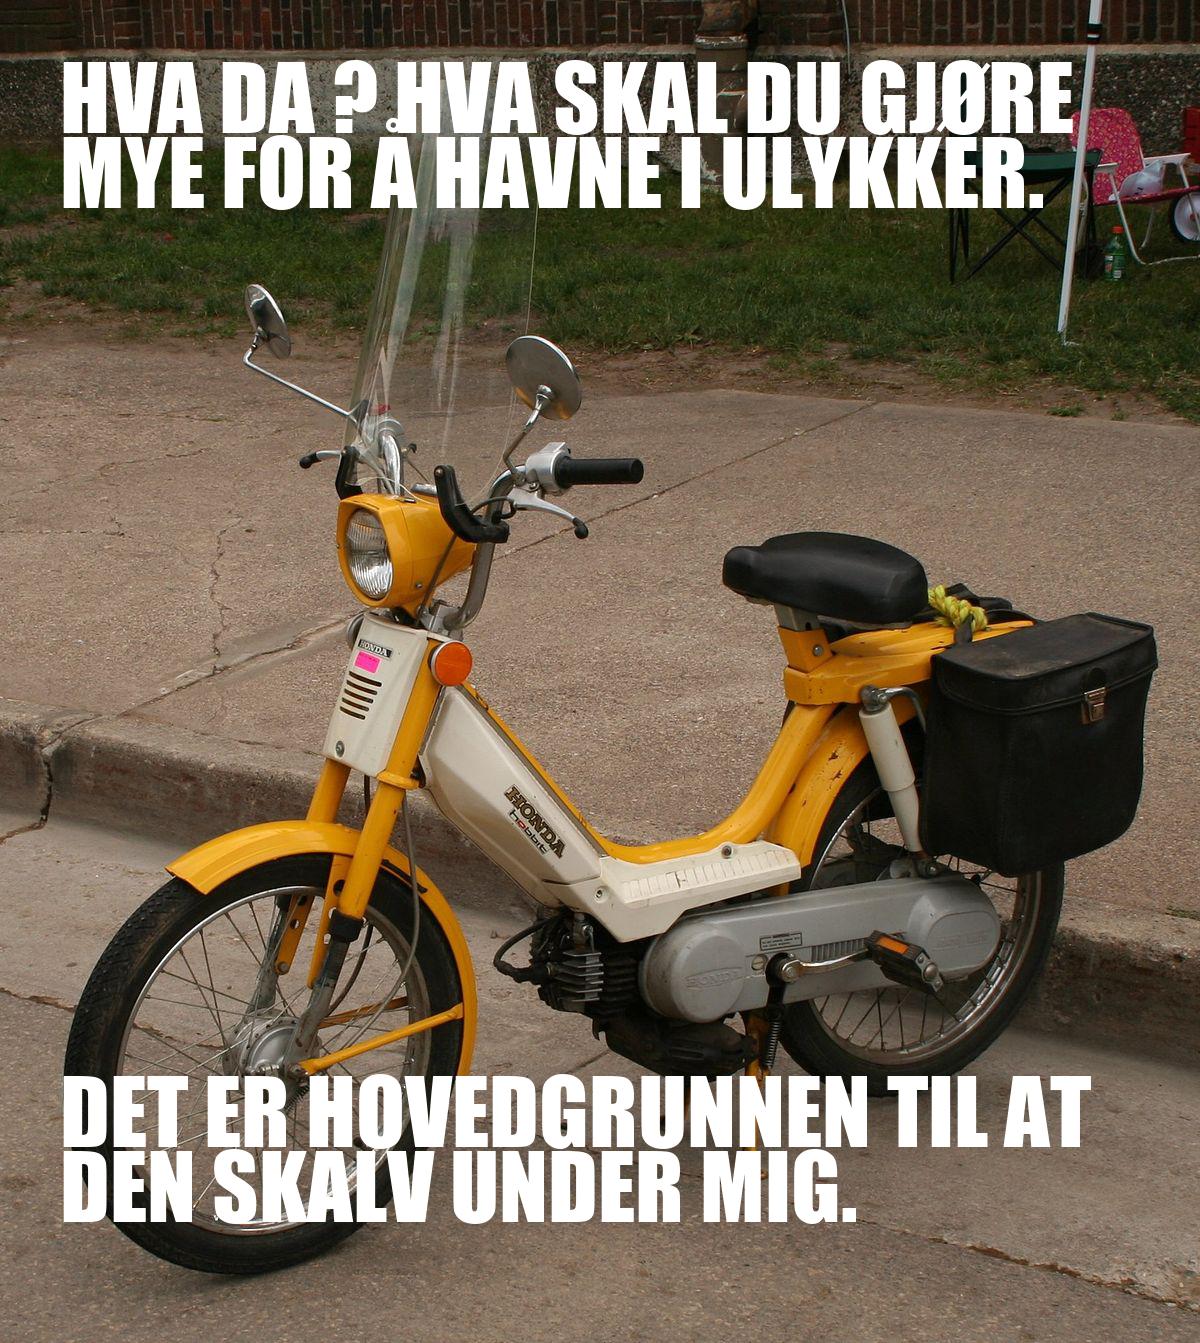 HVA DA ? HVA SKAL DU GJØRE
MYE FOR Å HAVNE I ULYKKER.
HONDA
HONDA
hobbit
HONDA
DET ER HOVEDGRUNNEN TIL AT
DEN SKALV UNDER MIG.